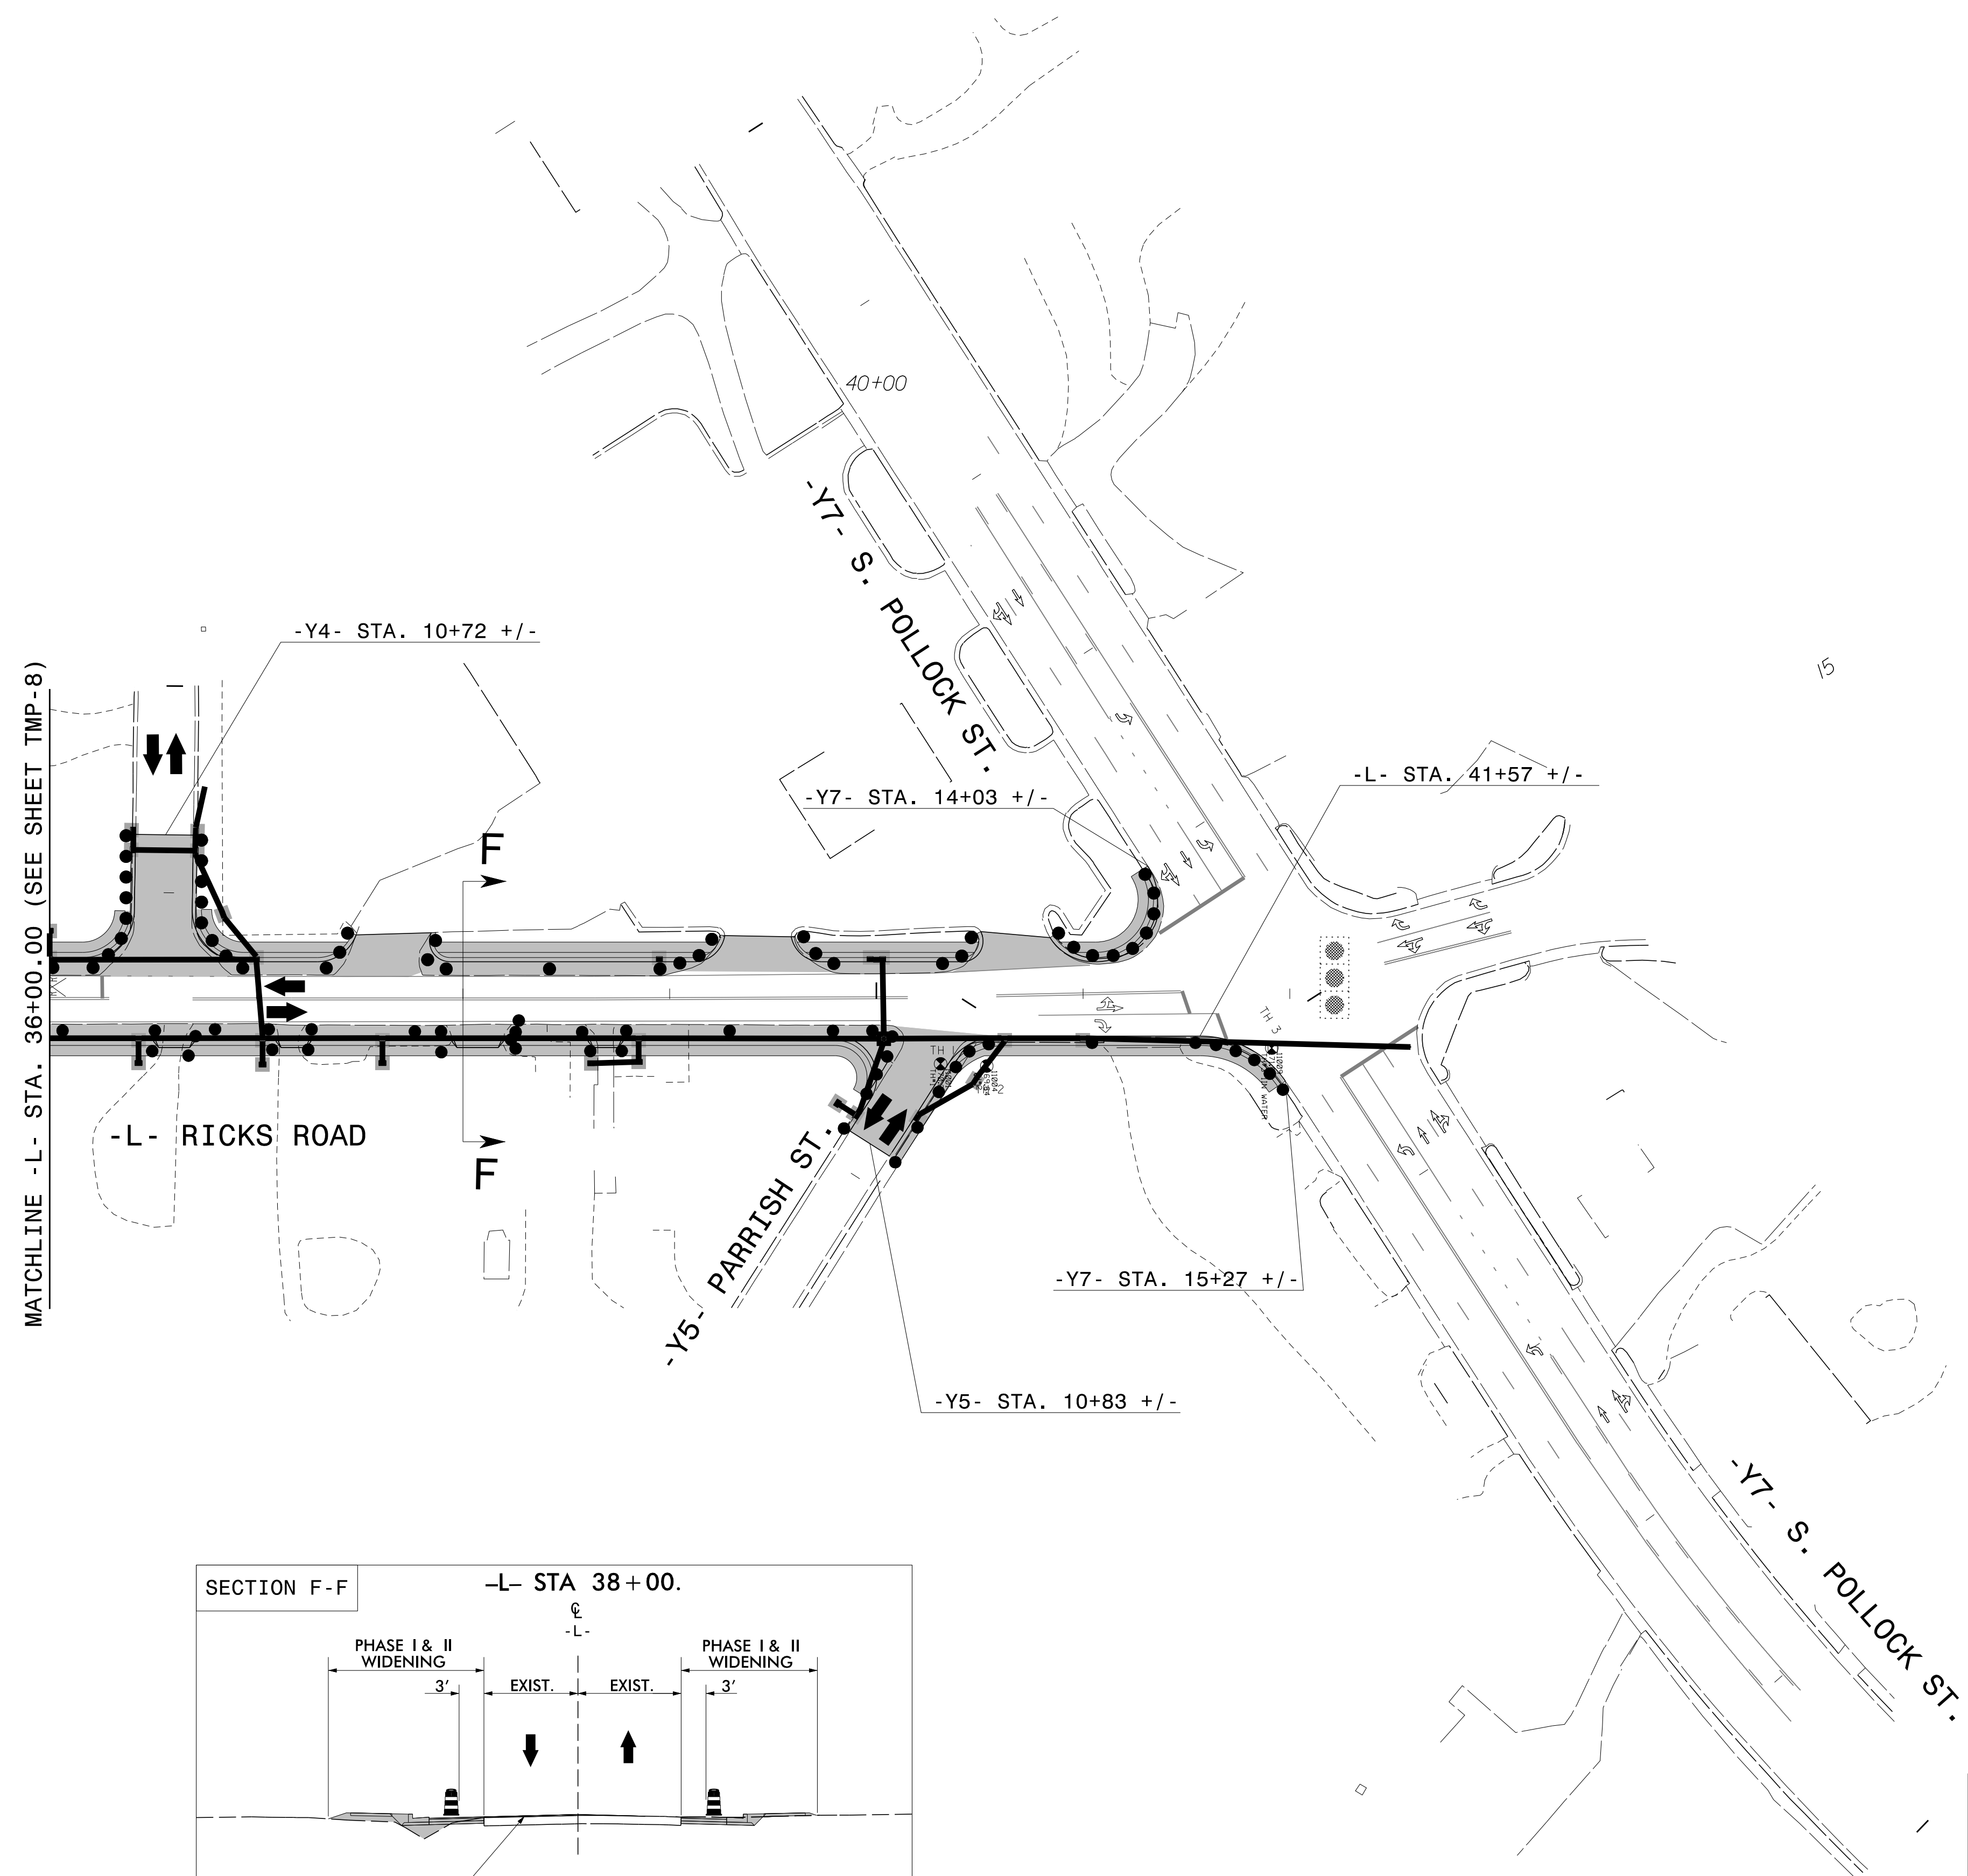 40+00
-Y7- S. POLLOCK ST.
-Y4- STA. 10+72 +/-
15
MATCHLINE -L- STA. 36+00.00 (SEE SHEET TMP-8)
-L- STA. 41+57 +/-
-Y7- STA. 14+03 +/-
F
TH 3
TH 1
WATER
-L- RICKS ROAD
F
-Y5- PARRISH ST.
-Y7- STA. 15+27 +/-
-Y5- STA. 10+83 +/-
-Y7- S. POLLOCK ST.
SECTION F-F
-L- STA 38+00.
℄
-L-
PHASE I & II
WIDENING
PHASE I & II
WIDENING
3' EXIST. EXIST. 3'